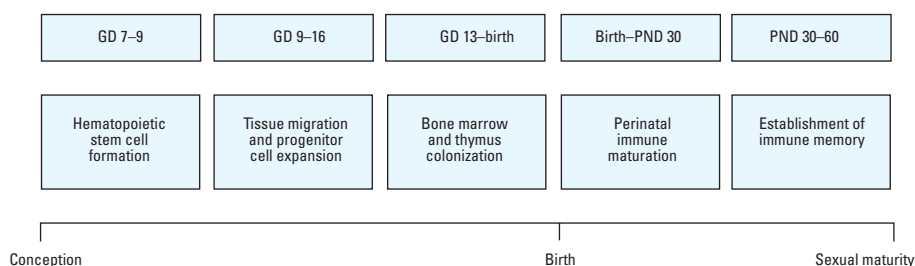 GD 7–9
GD 9–16
GD 13–birth
Birth–PND 30
PND 30–60
Hematopoietic
stem cell
formation
Tissue migration
and progenitor
cell expansion
Bone marrow
and thymus
colonization
Perinatal
immune
maturation
Establishment of
immune memory
Conception
Birth
Sexual maturity